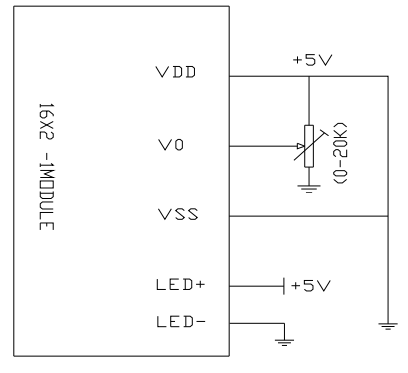 +5V
VDD
V0
(0-20K)
16X2 -1MODULE
VSS
LED+
+5V
LED-